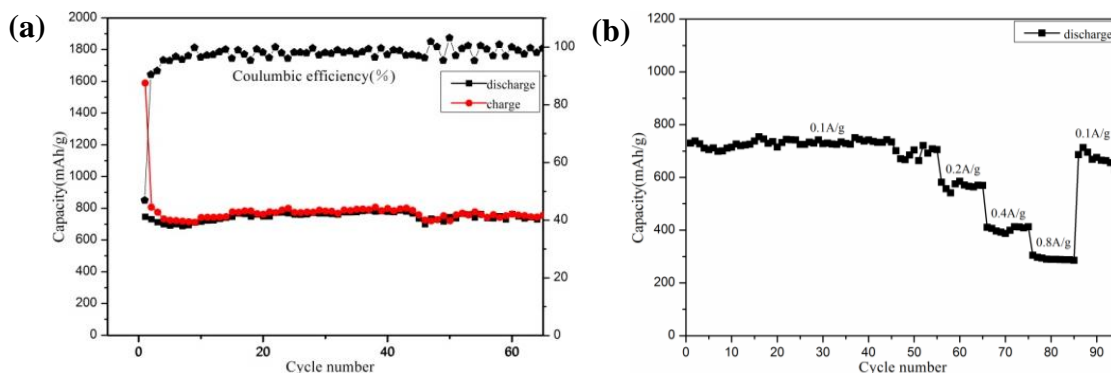 (a)
2000
1800
1600
1400
1200
1000
800
600
400
200
0
Capacity(mAh/g)
0
20
40
60
Cycle number
100
80
60
40
20
0
Coulumbic efficiency(%)
discharge
charge
(b)
1200
1000
800
600
400
200
0
Capacity(mAh/g)
0
10
20
30
40
50
60
70
80
90
Cycle number
discharge
0.1A/g
0.2A/g
0.4A/g
0.8A/g
0.1A/g